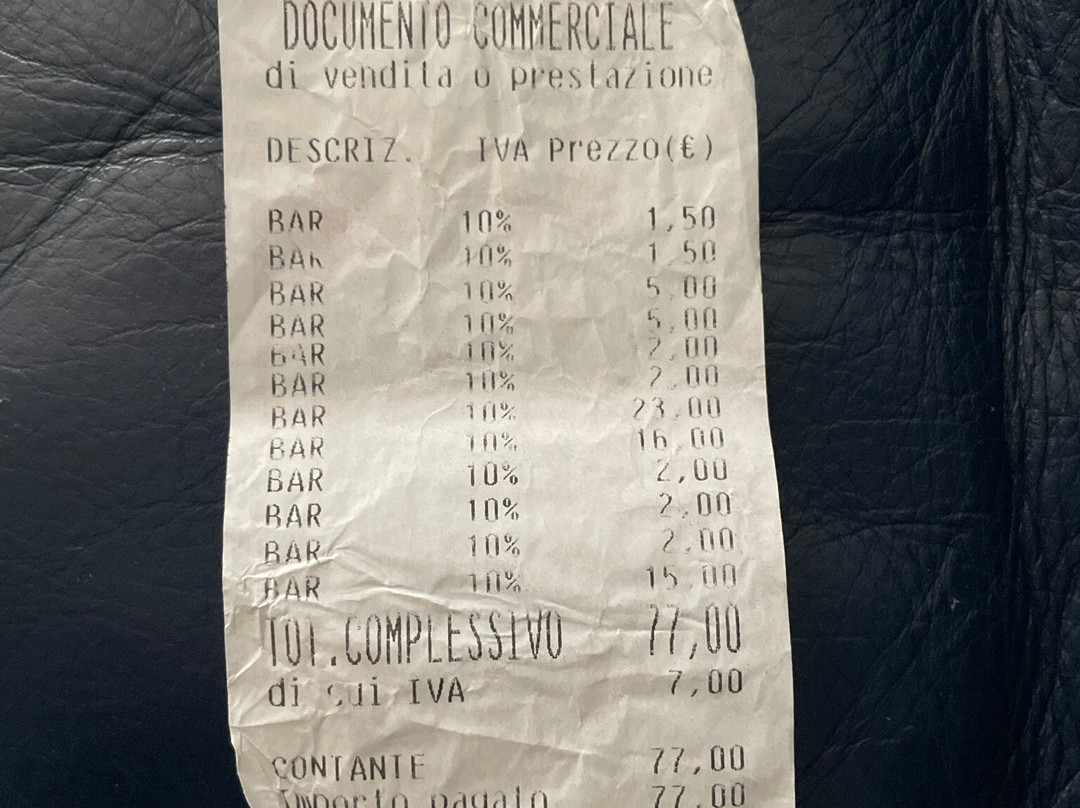 DOCUMENTO COMMERCIALE
di vendita o prestazione
DESCRIZ. IVA Prezzo(€)
BAR 10% 1,50
BAR 10% 1,50
BAR 10% 5,00
BAR 10% 5,00
BAR 10% 2,00
BAR 10% 2,00
BAR 10% 23,00
BAR 10% 16,00
BAR 10% 2,00
BAR 10% 2,00
BAR 10% 2,00
BAR 10% 15,00
TOT.COMPLESSIVO 77,00
di cui IVA 7,00
CONTANTE 77,00
Importo pagato 77,00